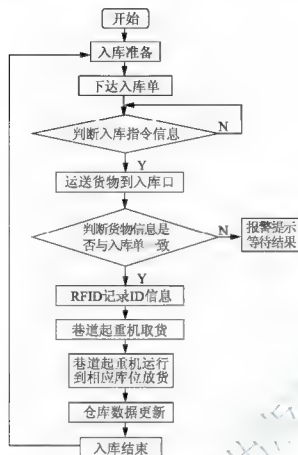 开始
入库准备
下达入库单
判断入库指令信息
N
Y
运送货物到入库口
判断货物信息是
否与入库单一致
N
报警提示
等待结果
Y
RFID记录ID信息
巷道起重机取货
巷道起重机运行
到相应库位放货
仓库数据更新
入库结束